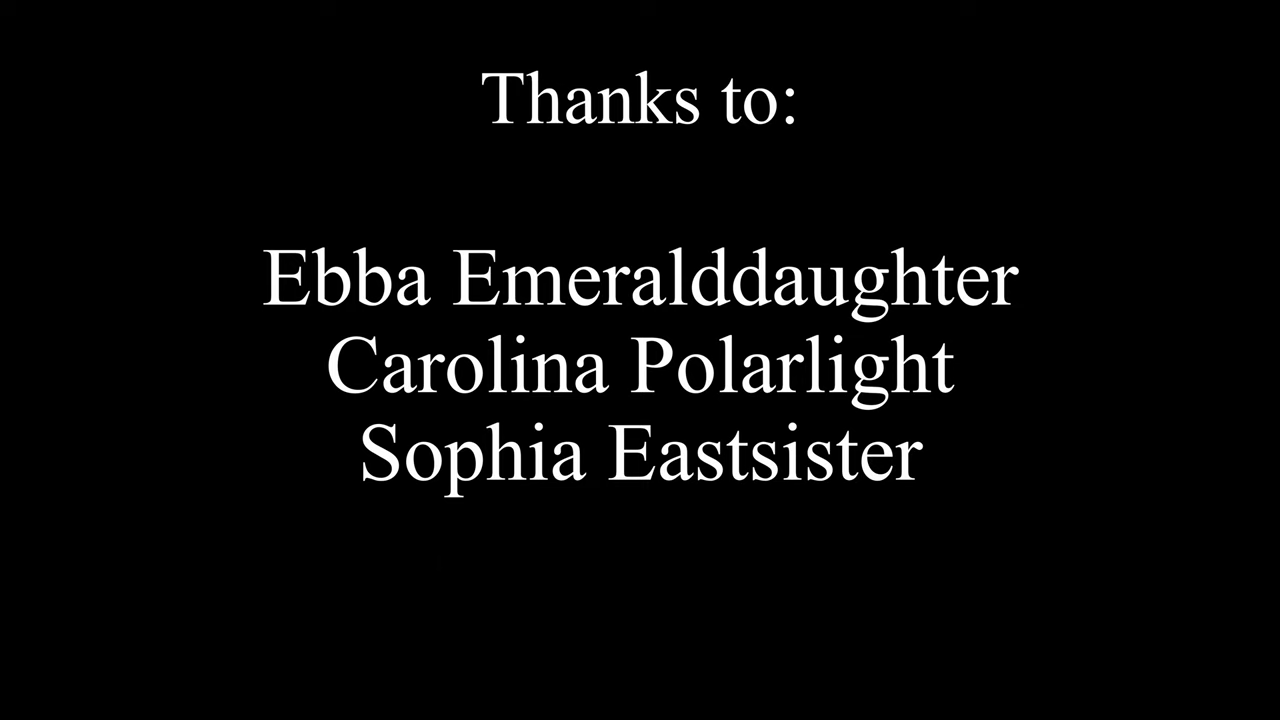 Thanks to:
Ebba Emeralddaughter
Carolina Polarlight
Sophia Eastsister